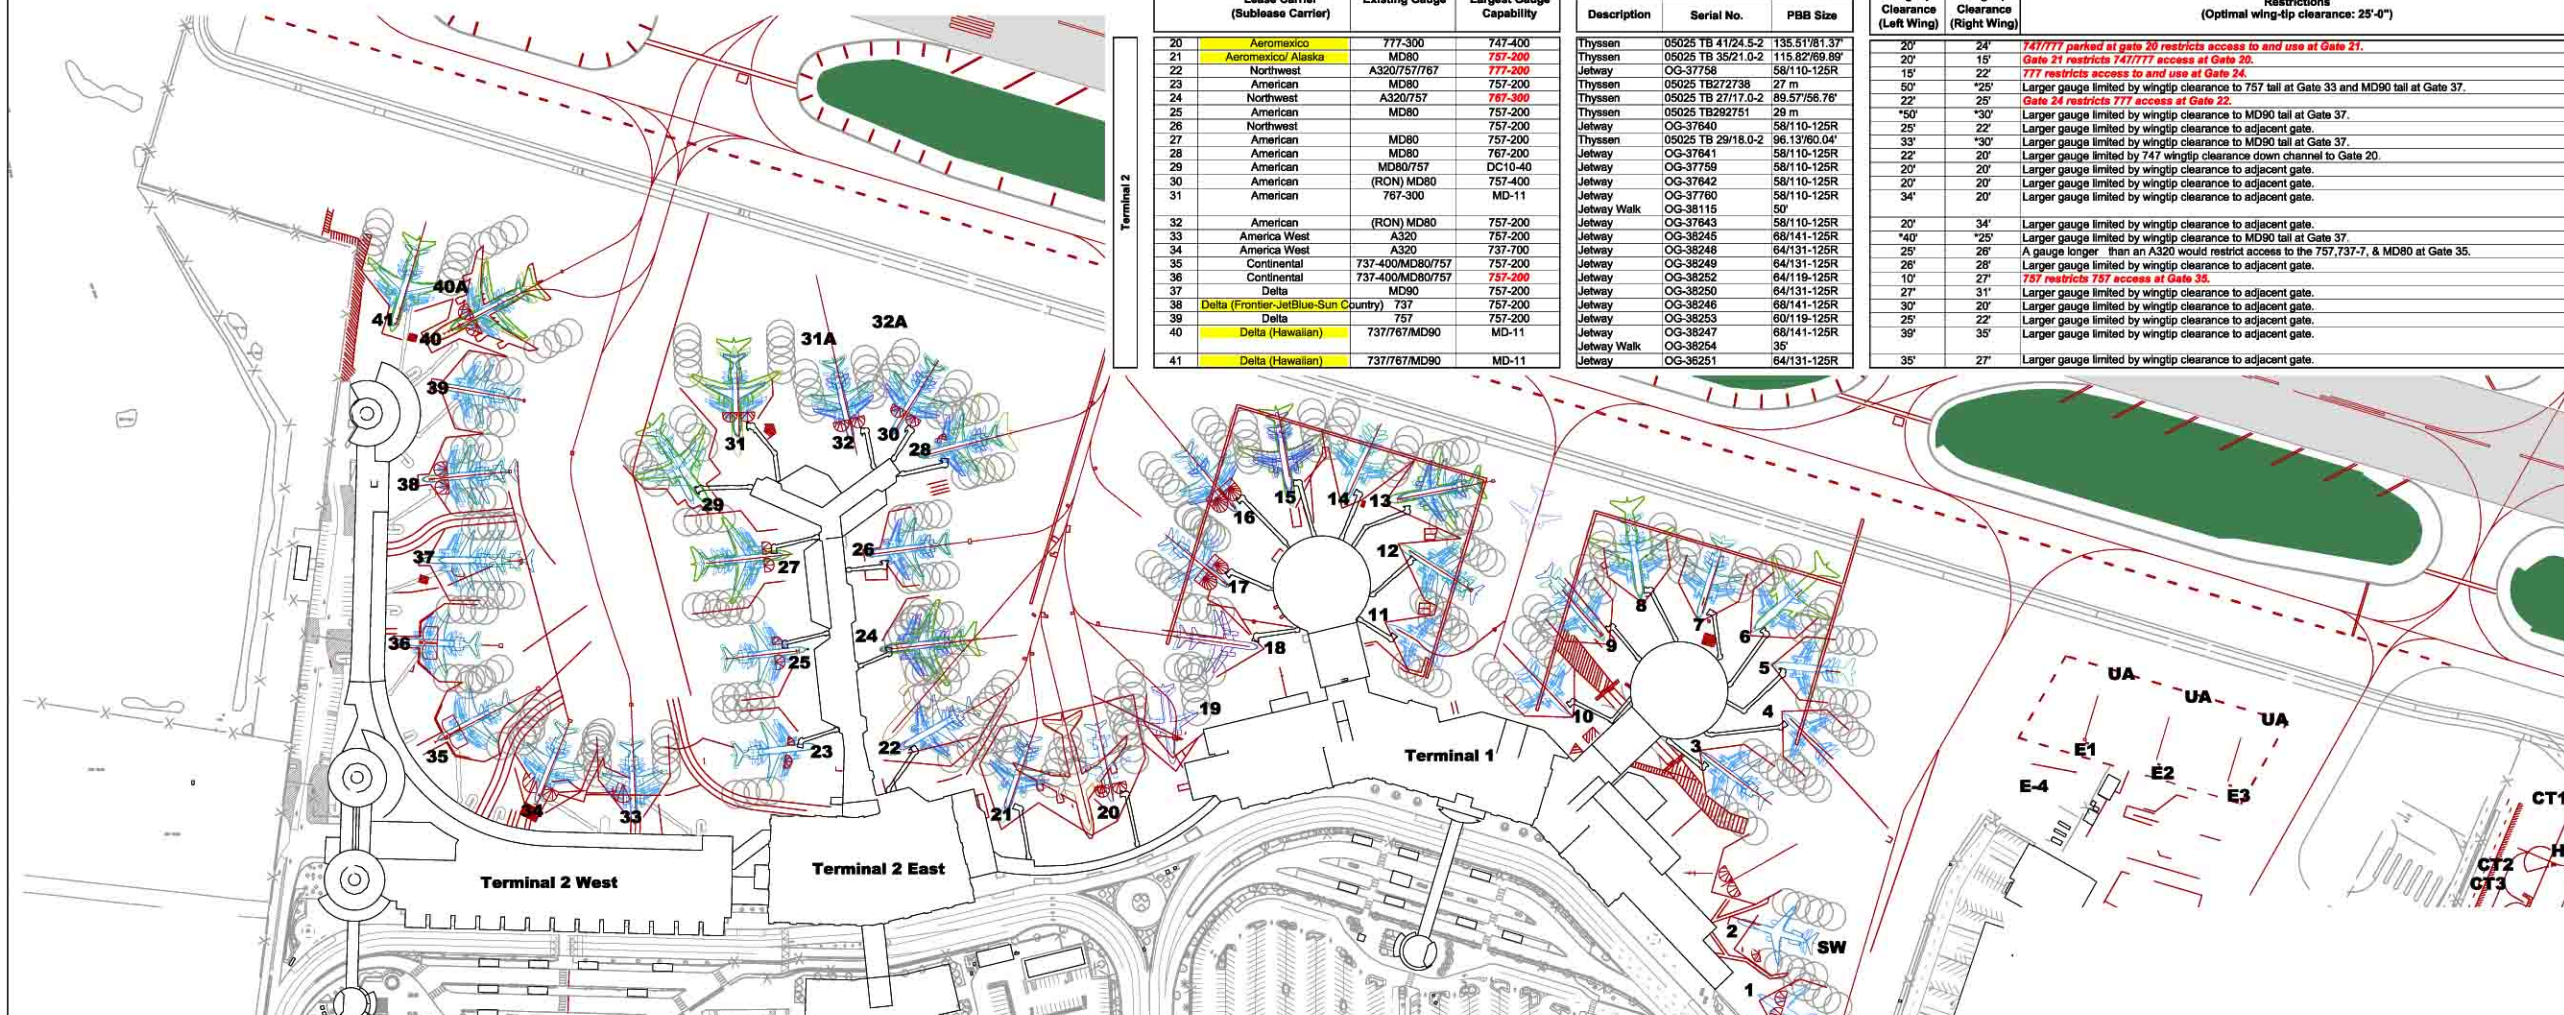 Lease Carrier Existing Gauge Largest Gauge
(Sublease Carrier) Capability
Description Serial No. PBB Size
Clearance Clearance Restrictions
(Left Wing) (Right Wing) (Optimal wing-tip clearance: 25'-0")
Terminal 2
20 Aeromexico 777-300 747-400 Thyssen 05025 TB 41/24.5-2 135.51'/81.37' 20' 24' 747/777 parked at gate 20 restricts access to and use at Gate 21.
21 Aeromexico/ Alaska MD80 757-200 Thyssen 05025 TB 35/21.0-2 115.82'/69.89' 20' 15' Gate 21 restricts 747/777 access at Gate 20.
22 Northwest A320/757/767 777-200 Jetway OG-37758 58/110-125R 15' 22' 777 restricts access to and use at Gate 24.
23 American MD80 757-200 Thyssen 05025 TB272738 27 m 50' *25' Larger gauge limited by wingtip clearance to 757 tail at Gate 33 and MD90 tail at Gate 37.
24 Northwest A320/757 767-300 Thyssen 05025 TB 27/17.0-2 89.57'/56.76' 22' 25' Gate 24 restricts 777 access at Gate 22.
25 American MD80 757-200 Thyssen 05025 TB292751 29 m *50' *30' Larger gauge limited by wingtip clearance to MD90 tail at Gate 37.
26 Northwest 757-200 Jetway OG-37640 58/110-125R 25' 22' Larger gauge limited by wingtip clearance to adjacent gate.
27 American MD80 757-200 Thyssen 05025 TB 29/18.0-2 96.13'/60.04' 33' *30' Larger gauge limited by wingtip clearance to MD90 tail at Gate 37.
28 American MD80 767-200 Jetway OG-37641 58/110-125R 22' 20' Larger gauge limited by 747 wingtip clearance down channel to Gate 20.
29 American MD80/757 DC10-40 Jetway OG-37759 58/110-125R 20' 20' Larger gauge limited by wingtip clearance to adjacent gate.
30 American (RON) MD80 757-400 Jetway OG-37642 58/110-125R 20' 20' Larger gauge limited by wingtip clearance to adjacent gate.
31 American 767-300 MD-11 Jetway OG-37760 58/110-125R 34' 20' Larger gauge limited by wingtip clearance to adjacent gate.
Jetway Walk OG-38115 50'
32 American (RON) MD80 757-200 Jetway OG-37643 58/110-125R 20' 34' Larger gauge limited by wingtip clearance to adjacent gate.
33 America West A320 757-200 Jetway OG-38245 68/141-125R *40' *25' Larger gauge limited by wingtip clearance to MD90 tail at Gate 37.
34 America West A320 737-700 Jetway OG-38248 64/131-125R 25' 26' A gauge longer than an A320 would restrict access to the 757,737-7, & MD80 at Gate 35.
35 Continental 737-400/MD80/757 757-200 Jetway OG-38249 64/131-125R 26' 28' Larger gauge limited by wingtip clearance to adjacent gate.
36 Continental 737-400/MD80/757 757-200 Jetway OG-38252 64/119-125R 10' 27' 757 restricts 757 access at Gate 35.
37 Delta MD90 757-200 Jetway OG-38250 64/131-125R 27' 31' Larger gauge limited by wingtip clearance to adjacent gate.
38 Delta (Frontier-JetBlue-Sun Country) 737 757-200 Jetway OG-38246 68/141-125R 30' 20' Larger gauge limited by wingtip clearance to adjacent gate.
39 Delta 757 757-200 Jetway OG-38253 60/119-125R 25' 22' Larger gauge limited by wingtip clearance to adjacent gate.
40 Delta (Hawaiian) 737/767/MD90 MD-11 Jetway OG-38247 68/141-125R 39' 35' Larger gauge limited by wingtip clearance to adjacent gate.
Jetway Walk OG-38254 35'
41 Delta (Hawaiian) 737/767/MD90 MD-11 Jetway OG-36251 64/131-125R 35' 27' Larger gauge limited by wingtip clearance to adjacent gate.
40A
41
40
32A
31A
39
31
32
30
28
38
29
15
14
13
16
37
27
26
12
17
8
36
25
24
11
18
9
7
6
5
35
23
22
19
10
4
3
34
33
21
20
Terminal 1
Terminal 2 West
Terminal 2 East
UA
UA
UA
E1
E2
E3
E-4
CT1
CT2
CT3
H
2
SW
1